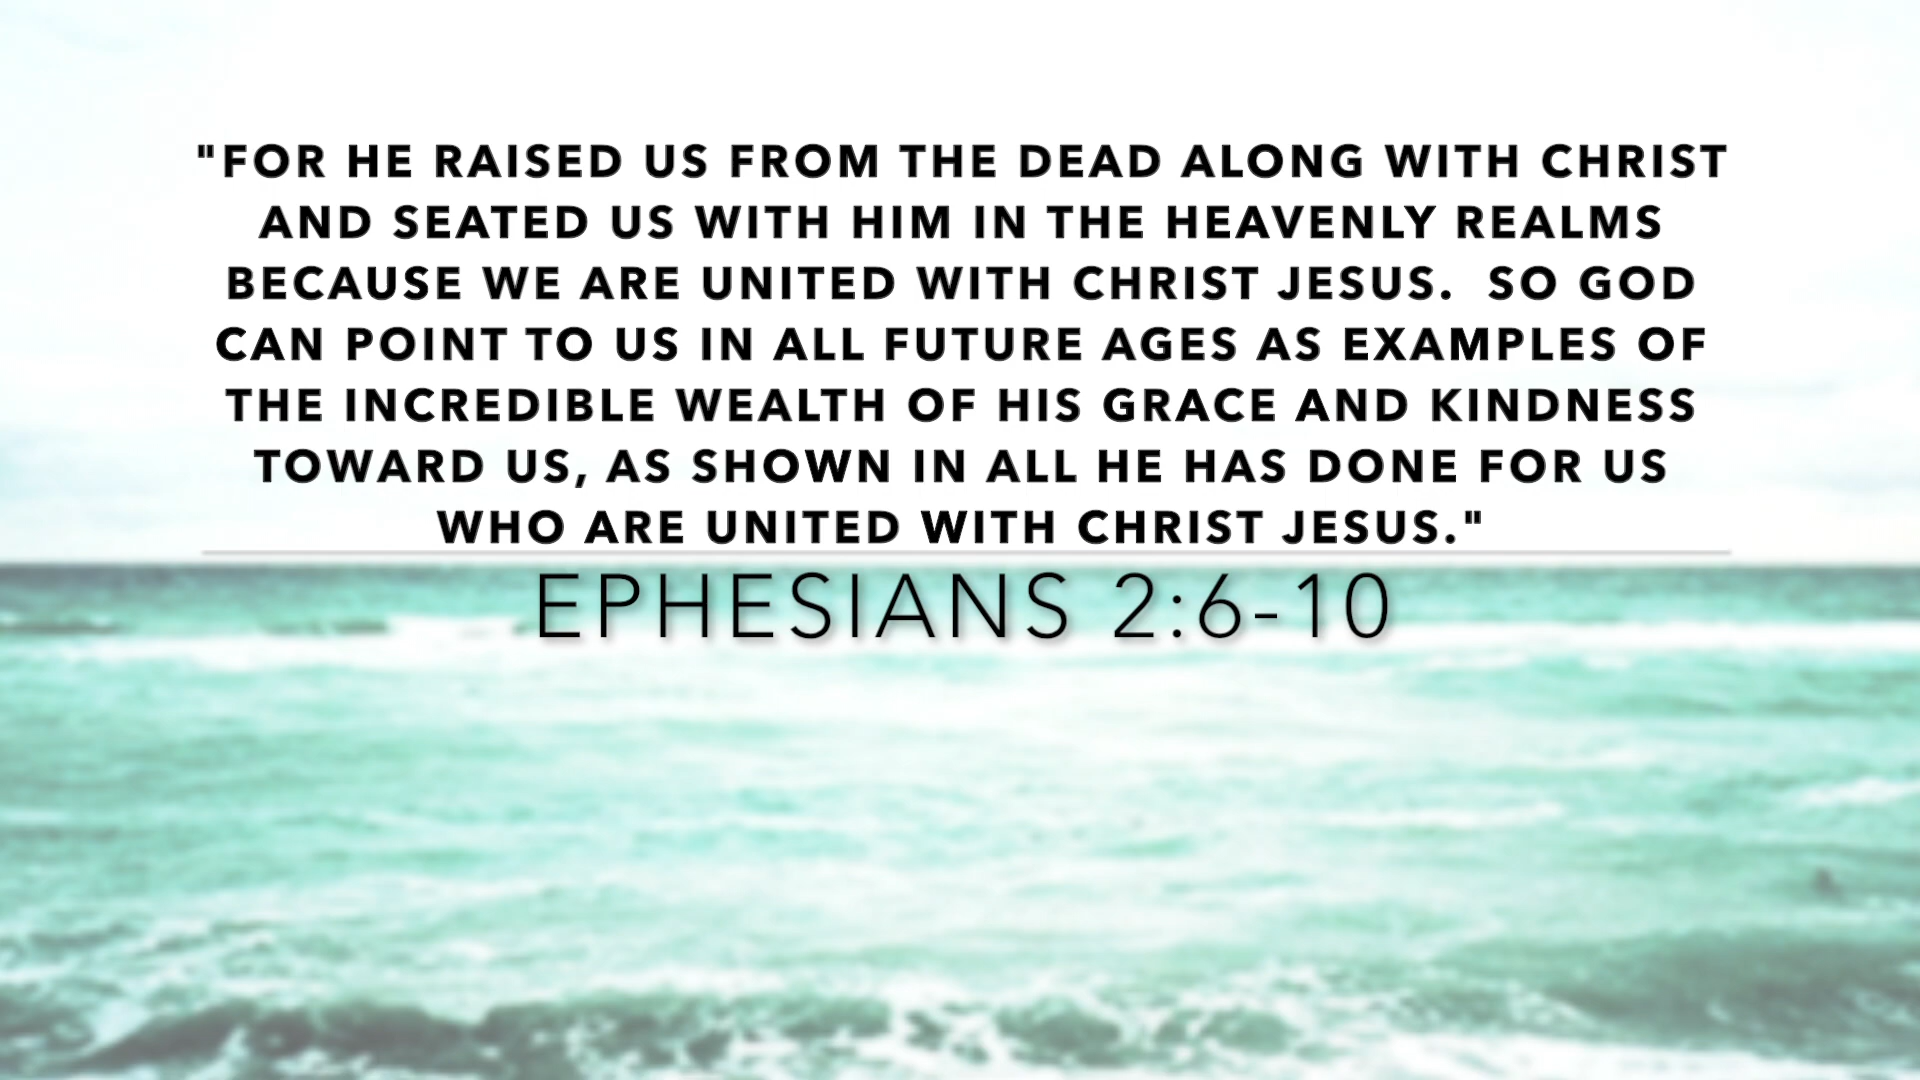 "FOR HE RAISED US FROM THE DEAD ALONG WITH CHRIST
AND SEATED US WITH HIM IN THE HEAVENLY REALMS
BECAUSE WE ARE UNITED WITH CHRIST JESUS.  SO GOD
CAN POINT TO US IN ALL FUTURE AGES AS EXAMPLES OF
THE INCREDIBLE WEALTH OF HIS GRACE AND KINDNESS
TOWARD US, AS SHOWN IN ALL HE HAS DONE FOR US
WHO ARE UNITED WITH CHRIST JESUS."
EPHESIANS 2:6-10